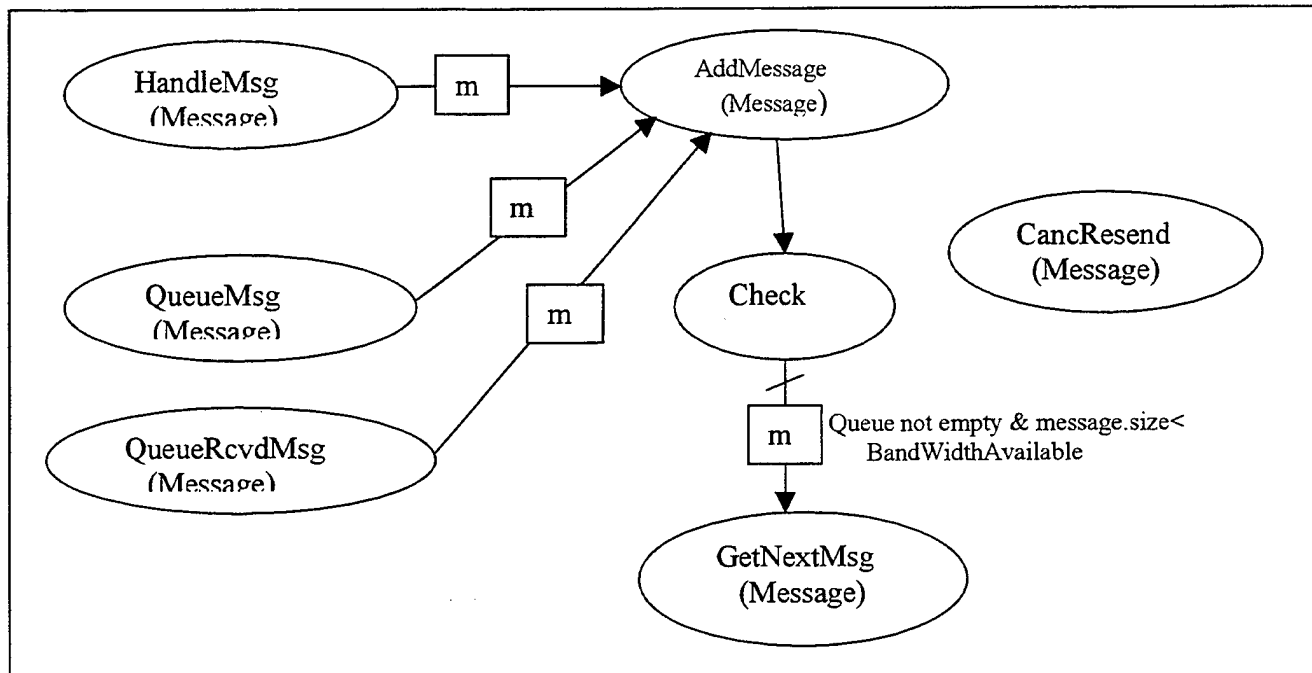 HandleMsg
(Message)
m
AddMessage
(Message)
m
CancResend
(Message)
QueueMsg
(Message)
m
Check
QueueRcvdMsg
(Message)
m
Queue not empty & message.size<
BandWidthAvailable
GetNextMsg
(Message)